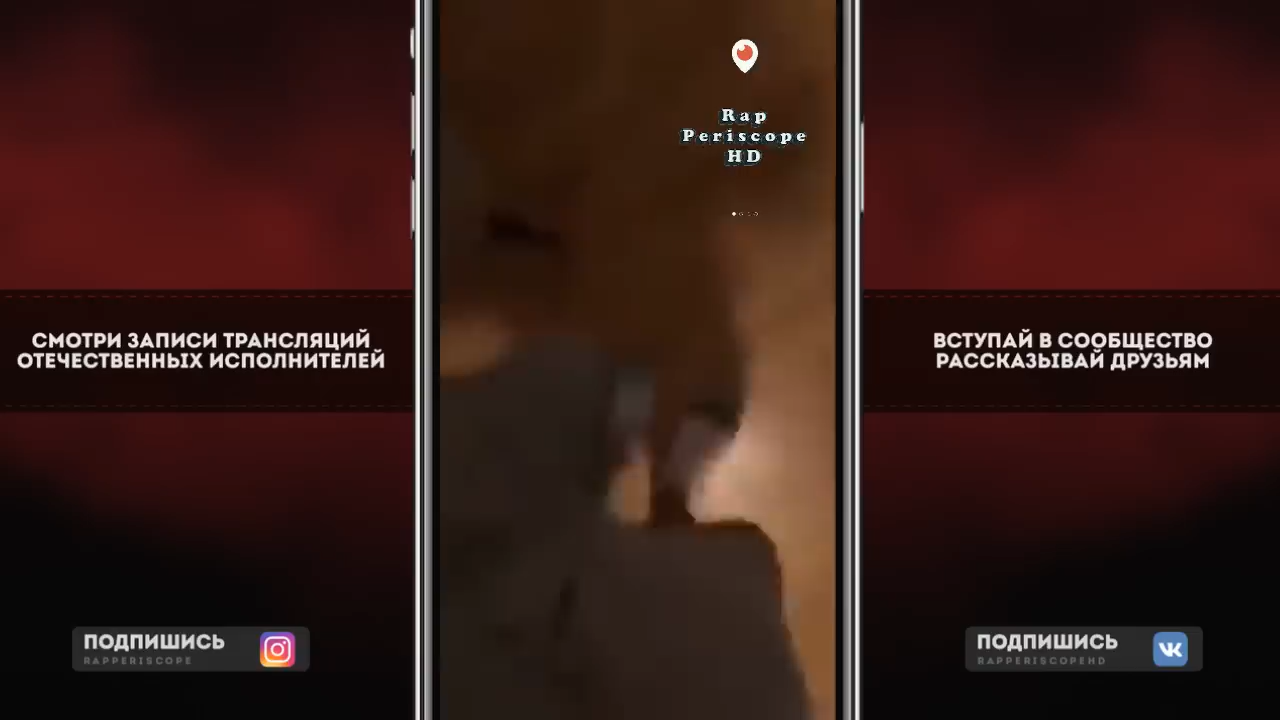 Rap
Periscope
HD
СМОТРИ ЗАПИСИ ТРАНСЛЯЦИЙ
ОТЕЧЕСТВЕННЫХ ИСПОЛНИТЕЛЕЙ
ВСТУПАЙ В СООБЩЕСТВО
РАССКАЗЫВАЙ ДРУЗЬЯМ
ПОДПИШИСЬ
RAPPERISCOPE
ПОДПИШИСЬ
RAPPERISCOPEHD